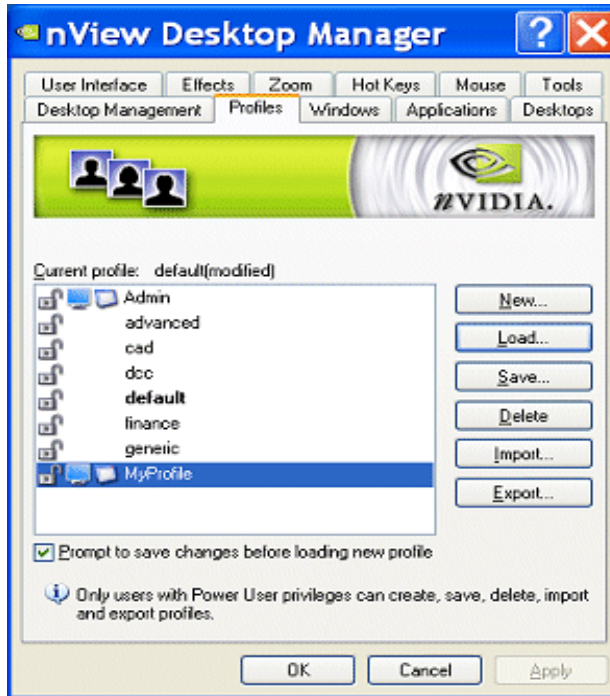 nView Desktop Manager
User Interface Effects Zoom Hot Keys Mouse Tools
Desktop Management Profiles Windows Applications Desktops
nVIDIA.
Current profile: default(modified)
Admin
advanced
cad
dcc
default
finance
generic
MyProfile
New...
Load...
Save...
Delete
Import...
Export...
Prompt to save changes before loading new profile
Only users with Power User privileges can create, save, delete, import
and export profiles.
OK Cancel Apply